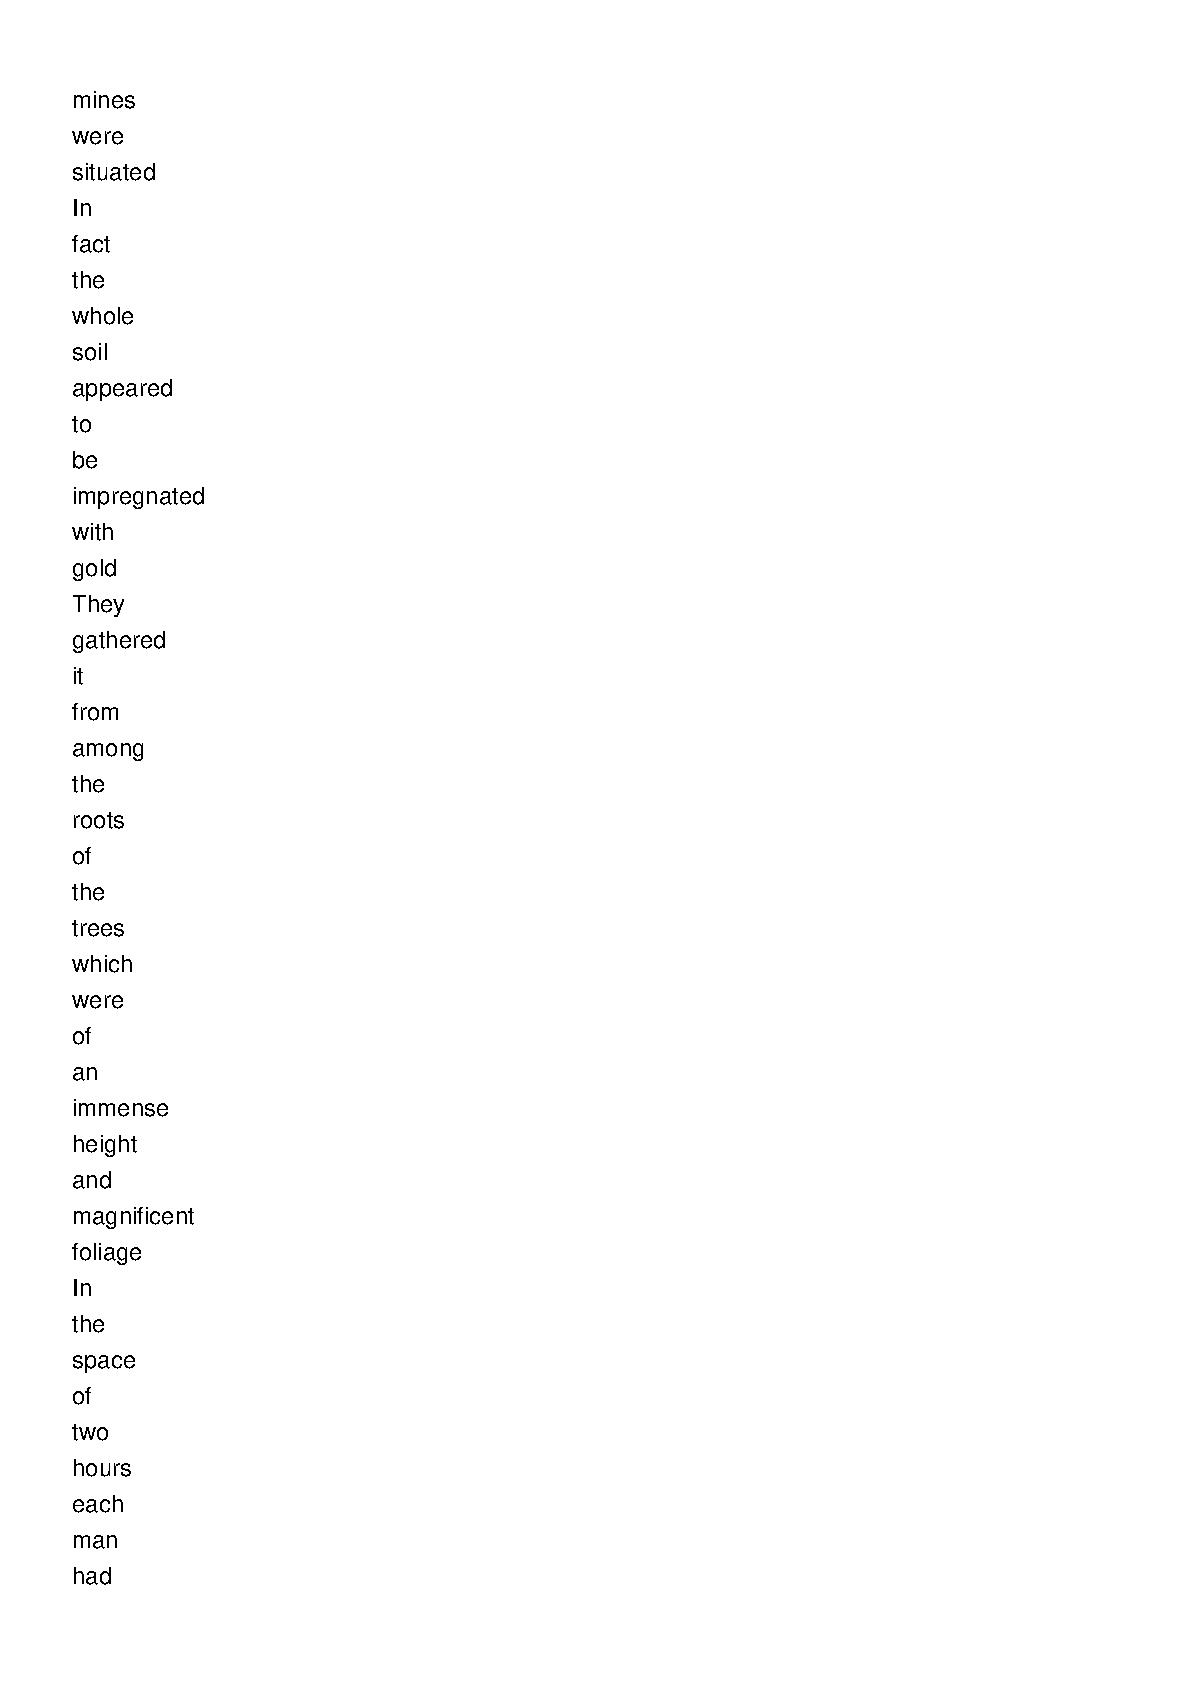 mines
were
situated
In
fact
the
whole
soil
appeared
to
be
impregnated
with
gold
They
gathered
it
from
among
the
roots
of
the
trees
which
were
of
an
immense
height
and
magnificent
foliage
In
the
space
of
two
hours
each
man
had